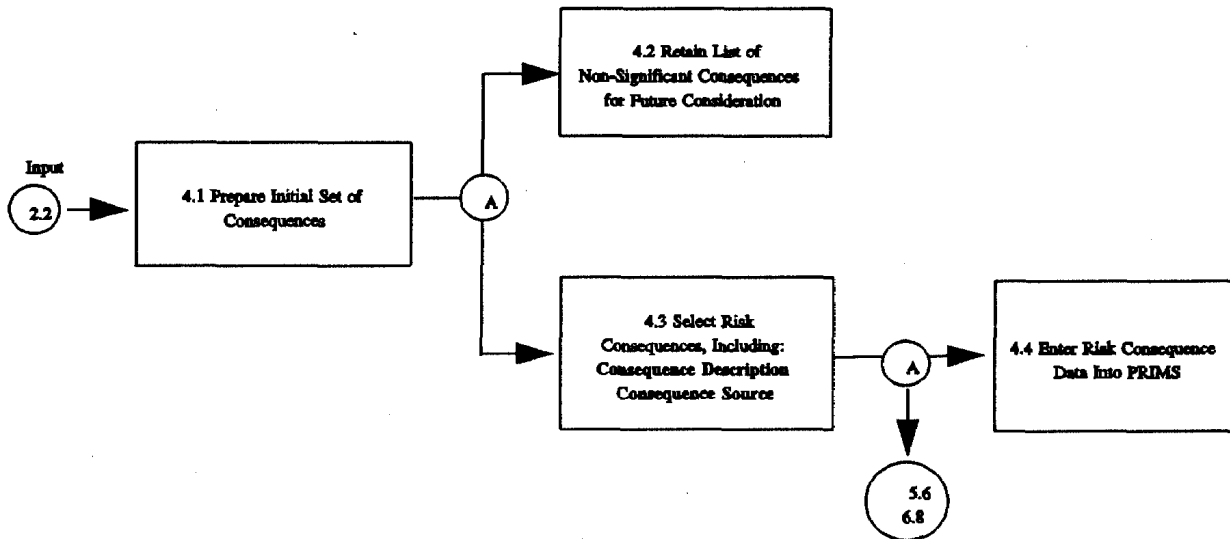 4.2 Retain List of
Non-Significant Consequences
for Future Consideration
Input
2.2
4.1 Prepare Initial Set of
Consequences
A
4.3 Select Risk
Consequences, Including:
Consequence Description
Consequence Source
A
4.4 Enter Risk Consequence
Data Into PRIMS
5.6
6.8